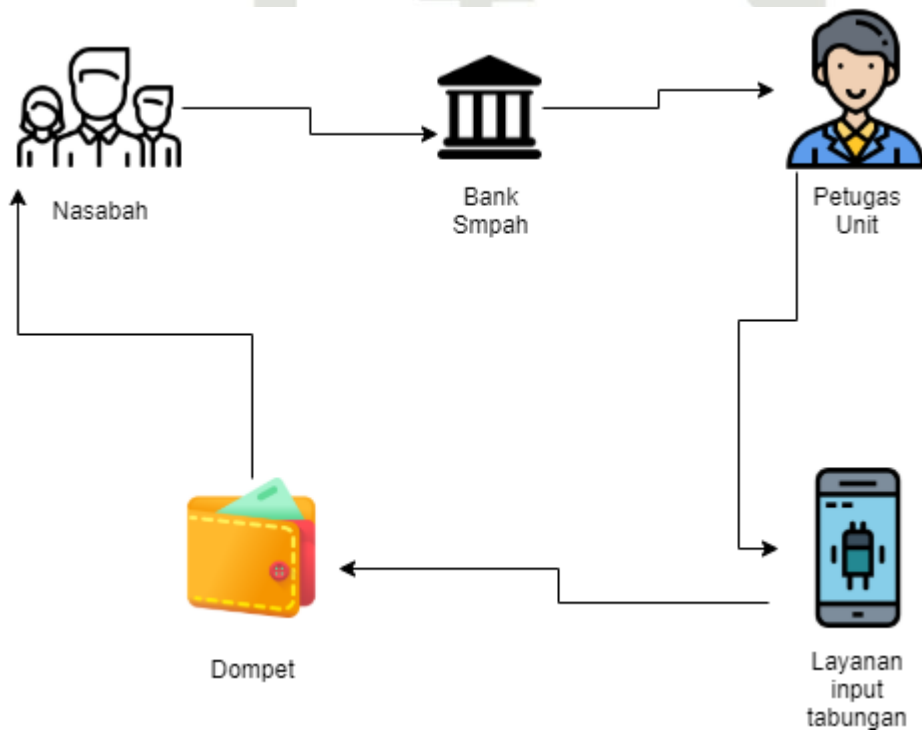 Nasabah
Bank
Smpah
Petugas
Unit
Dompet
Layanan
input
tabungan